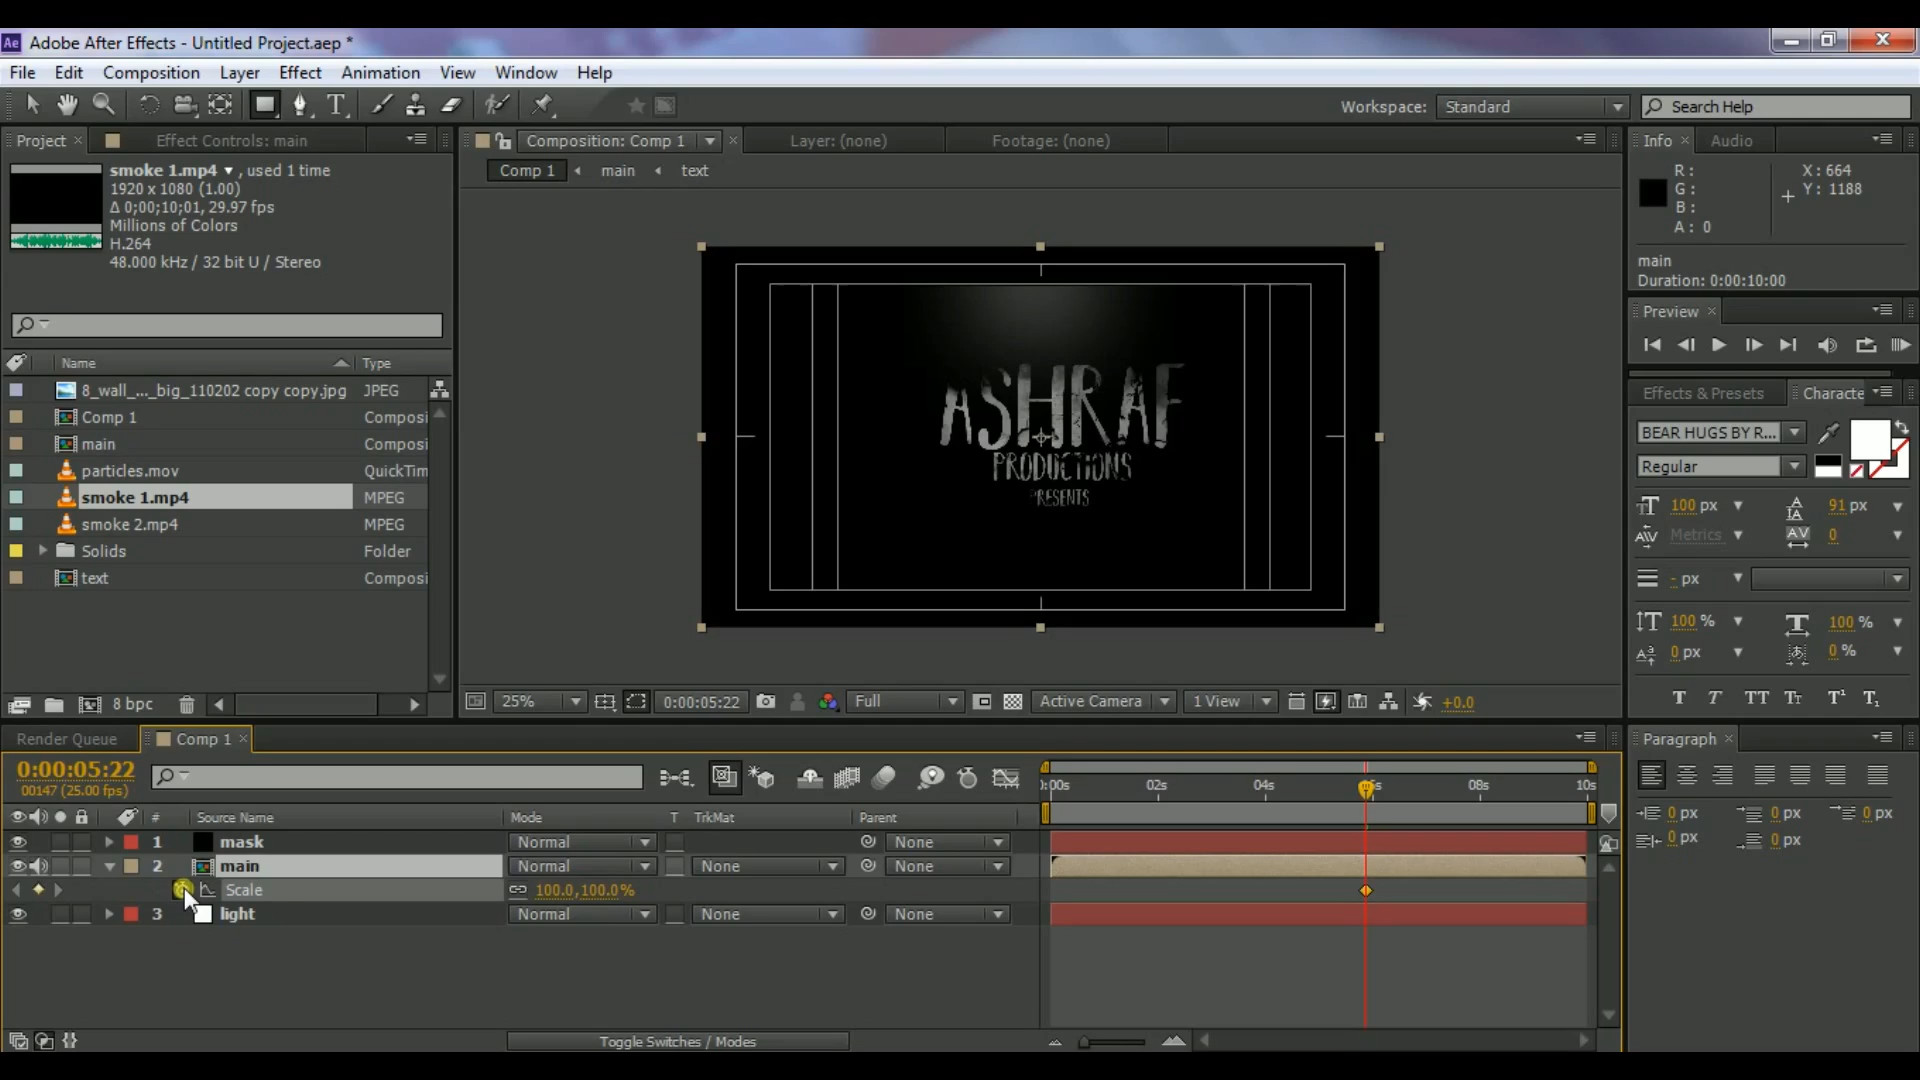 Ae Adobe After Effects - Untitled Project.aep *
File Edit Composition Layer Effect Animation View Window Help
Workspace: Standard Search Help
Project Effect Controls: main Composition: Comp 1 Layer: (none) Footage: (none) Info Audio
smoke 1.mp4 , used 1 time
1920 x 1080 (1.00)
Δ 0;00;10;01, 29.97 fps
Millions of Colors
H.264
48.000 kHz / 32 bit U / Stereo
Comp 1 main text
R :
G :
B :
A : 0
X : 664
Y : 1188
main
Duration: 0:00:10:00
Preview
Name Type
8_wall_..._big_110202 copy copy.jpg JPEG
Comp 1 Composi
main Composi
particles.mov QuickTim
smoke 1.mp4 MPEG
smoke 2.mp4 MPEG
Solids Folder
text Composi
8 bpc
ASHRAF
PRODUCTIONS
PRESENTS
25% 0:00:05:22 Full Active Camera 1 View +0.0
Effects & Presets Characte
BEAR HUGS BY R...
Regular
100 px 91 px
Metrics 0
- px
100 % 100 %
0 px 0 %
T T TT Tт T¹ T₁
Render Queue Comp 1
0:00:05:22
00147 (25.00 fps)
# Source Name Mode T TrkMat Parent
0:00s 02s 04s 6s 08s 10s
1 mask Normal None
2 main Normal None None
Scale 100.0,100.0%
3 light Normal None None
Toggle Switches / Modes
Paragraph
0 px 0 px 0 px
0 px 0 px